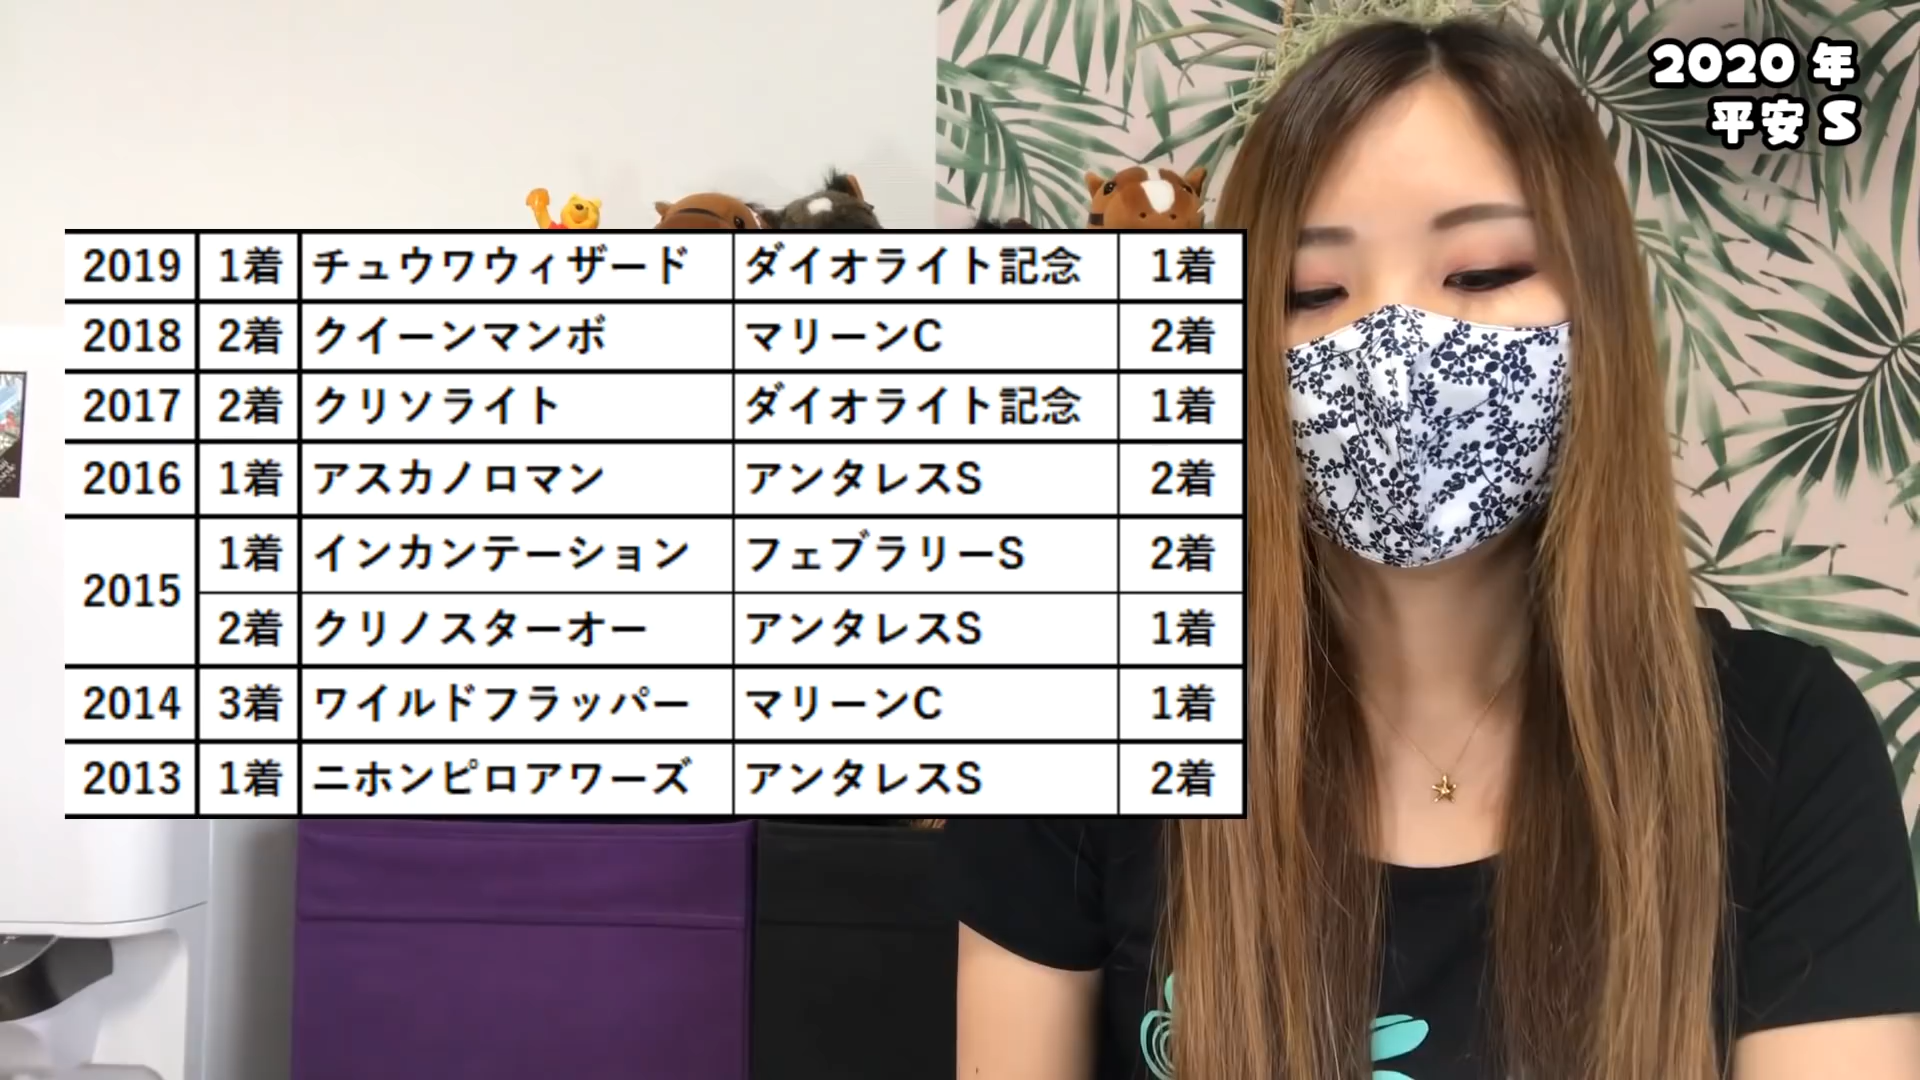 2020年
平安S
2019 1着 チュウワウィザード ダイオライト記念 1着
2018 2着 クイーンマンボ マリーンC 2着
2017 2着 クリソライト ダイオライト記念 1着
2016 1着 アスカノロマン アンタレスS 2着
2015 1着 インカンテーション フェブラリーS 2着
2着 クリノスターオー アンタレスS 1着
2014 3着 ワイルドフラッパー マリーンC 1着
2013 1着 ニホンピロアワーズ アンタレスS 2着